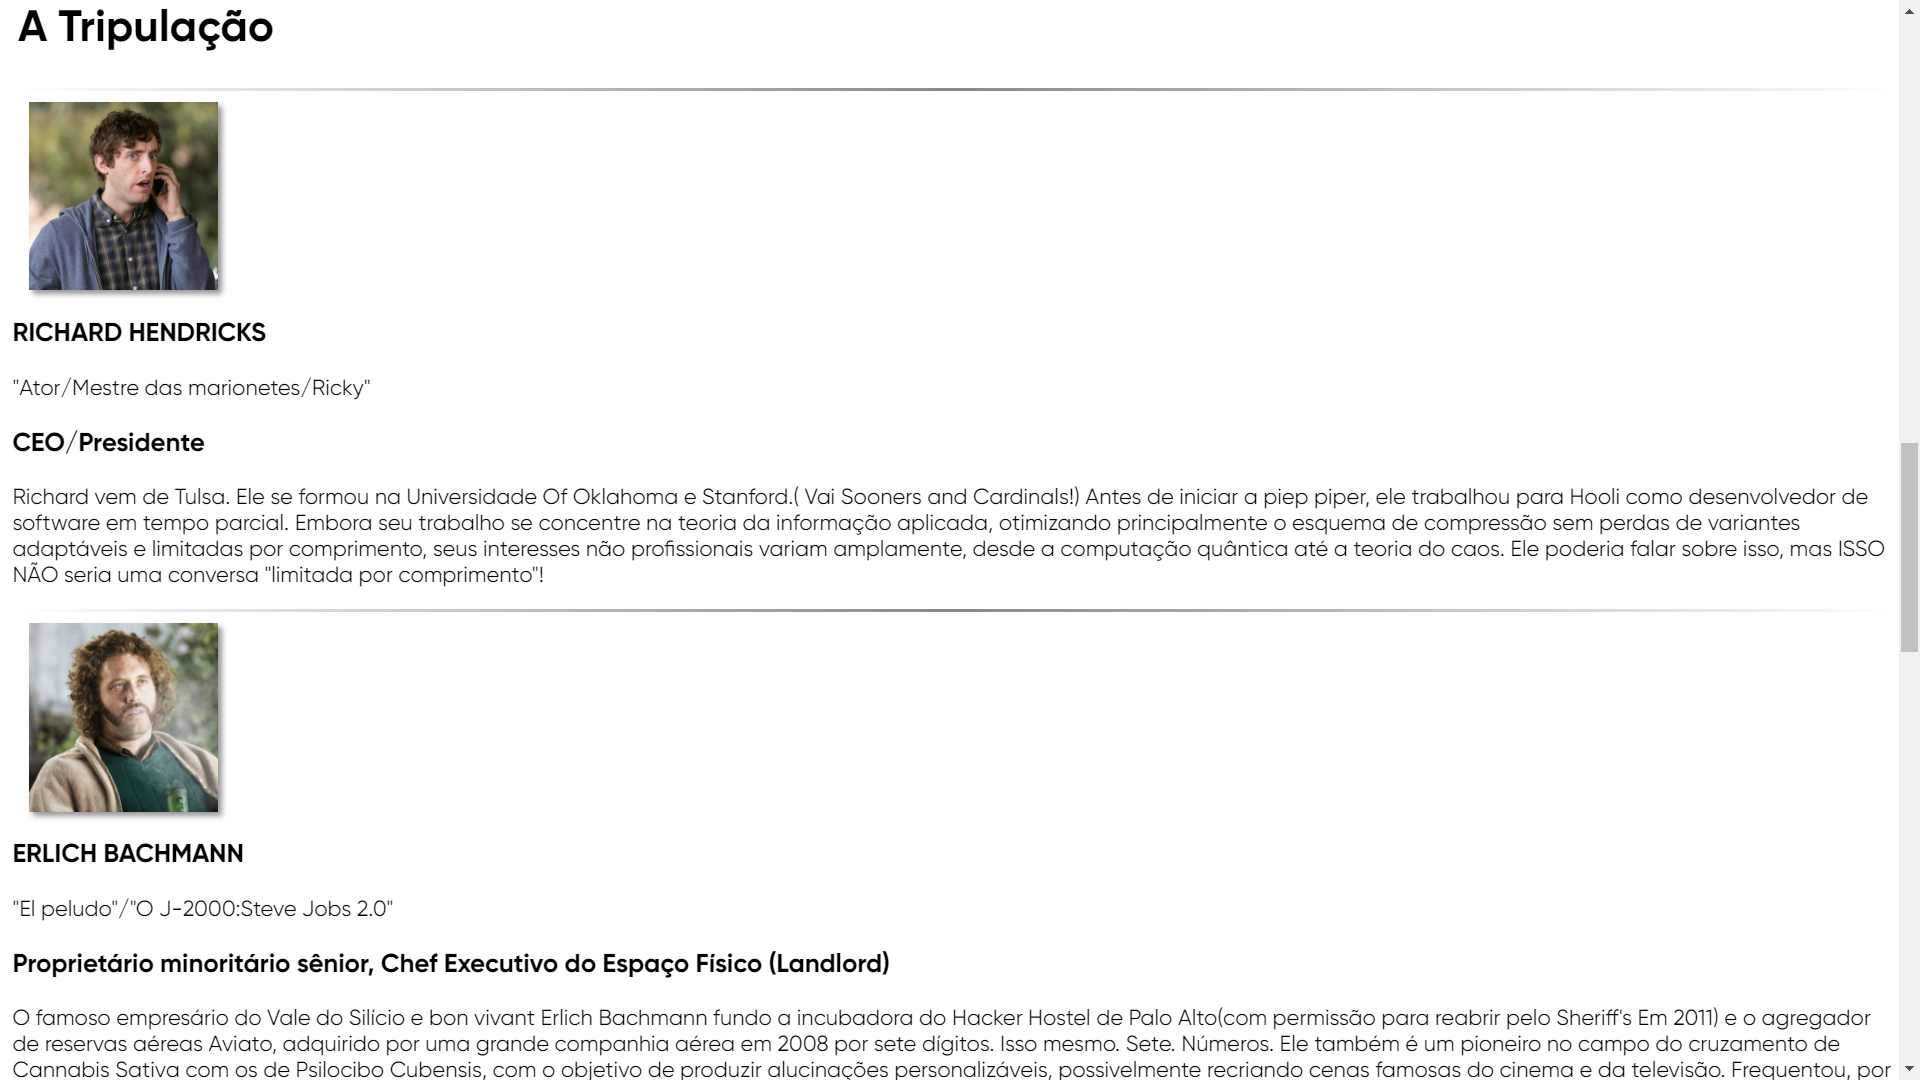 A Tripulação
RICHARD HENDRICKS
"Ator/Mestre das marionetes/Ricky"
CEO/Presidente
Richard vem de Tulsa. Ele se formou na Universidade Of Oklahoma e Stanford.( Vai Sooners and Cardinals!) Antes de iniciar a piep piper, ele trabalhou para Hooli como desenvolvedor de
software em tempo parcial. Embora seu trabalho se concentre na teoria da informação aplicada, otimizando principalmente o esquema de compressão sem perdas de variantes
adaptáveis e limitadas por comprimento, seus interesses não profissionais variam amplamente, desde a computação quântica até a teoria do caos. Ele poderia falar sobre isso, mas ISSO
NÃO seria uma conversa "limitada por comprimento"!
ERLICH BACHMANN
"El peludo"/"O J-2000:Steve Jobs 2.0"
Proprietário minoritário sênior, Chef Executivo do Espaço Físico (Landlord)
O famoso empresário do Vale do Silício e bon vivant Erlich Bachmann fundo a incubadora do Hacker Hostel de Palo Alto(com permissão para reabrir pelo Sheriff's Em 2011) e o agregador
de reservas aéreas Aviato, adquirido por uma grande companhia aérea em 2008 por sete dígitos. Isso mesmo. Sete. Números. Ele também é um pioneiro no campo do cruzamento de
Cannabis Sativa com os de Psilocibo Cubensis, com o objetivo de produzir alucinações personalizáveis, possivelmente recriando cenas famosas do cinema e da televisão. Frequentou, por